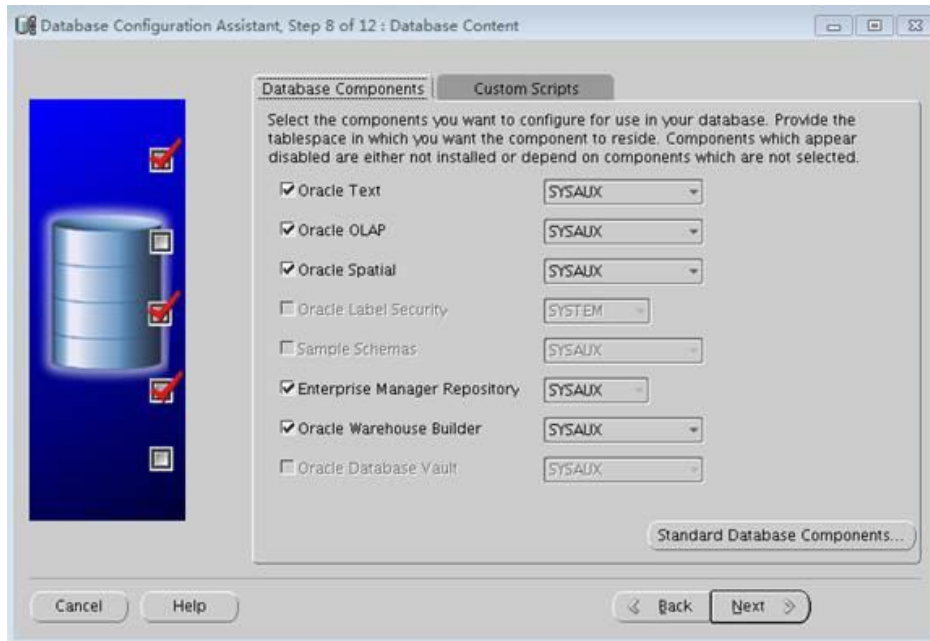 Database Configuration Assistant, Step 8 of 12 : Database Content
Database Components
Custom Scripts
Select the components you want to configure for use in your database. Provide the
tablespace in which you want the component to reside. Components which appear
disabled are either not installed or depend on components which are not selected.
Oracle Text SYSAUX
Oracle OLAP SYSAUX
Oracle Spatial SYSAUX
Oracle Label Security SYSTEM
Sample Schemas SYSAUX
Enterprise Manager Repository SYSAUX
Oracle Warehouse Builder SYSAUX
Oracle Database Vault SYSAUX
Standard Database Components...
Cancel Help Back Next